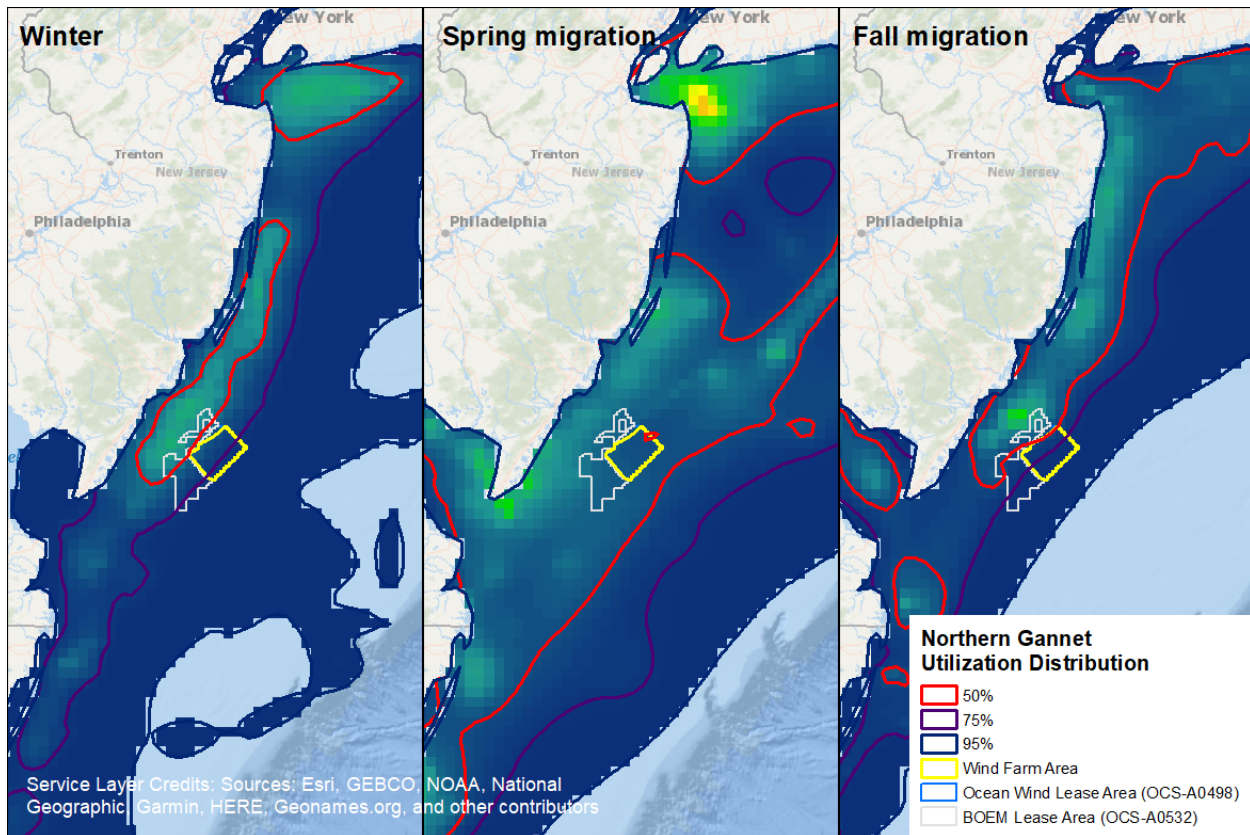 Winter
Spring migration
Fall migration
New York
Trenton
New Jersey
Philadelphia
ew York
Trenton
New Jersey
Philadelphia
ew York
Trenton
New Jersey
Philadelphia
Service Layer Credits: Sources: Esri, GEBCO, NOAA, National
Geographic, Garmin, HERE, Geonames.org, and other contributors
Northern Gannet
Utilization Distribution
50%
75%
95%
Wind Farm Area
Ocean Wind Lease Area (OCS-A0498)
BOEM Lease Area (OCS-A0532)